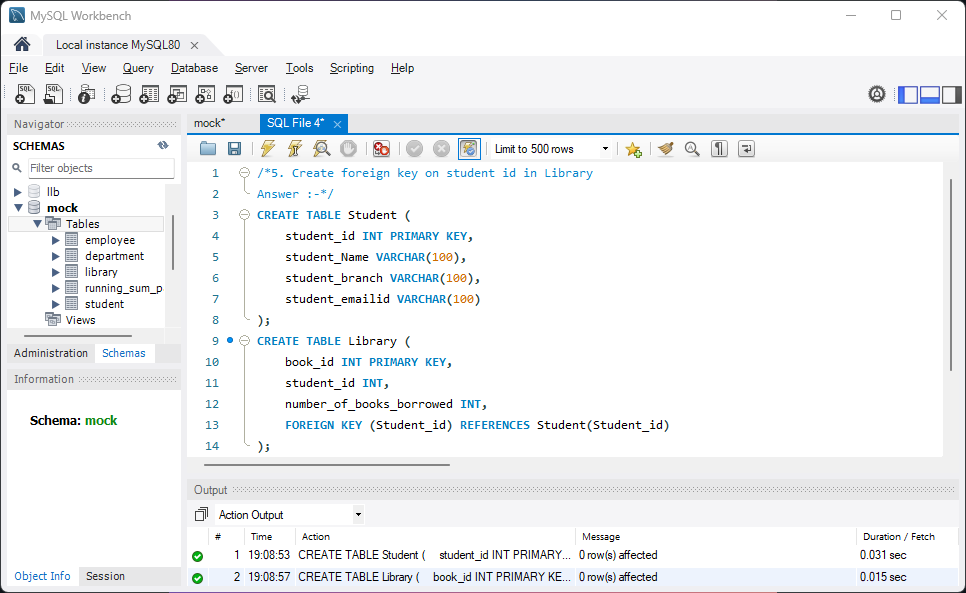 MySQL Workbench
Local instance MySQL80
File Edit View Query Database Server Tools Scripting Help
Navigator
SCHEMAS
Filter objects
llb
mock
Tables
employee
department
library
running_sum_p
student
Views
Administration Schemas
Information
Schema: mock
Object Info Session
mock* SQL File 4*
Limit to 500 rows
1 /*5. Create foreign key on student id in Library
2 Answer :-*/
3 CREATE TABLE Student (
4 student_id INT PRIMARY KEY,
5 student_Name VARCHAR(100),
6 student_branch VARCHAR(100),
7 student_emailid VARCHAR(100)
8 );
9 CREATE TABLE Library (
10 book_id INT PRIMARY KEY,
11 student_id INT,
12 number_of_books_borrowed INT,
13 FOREIGN KEY (Student_id) REFERENCES Student(Student_id)
14 );
Output
Action Output
# Time Action Message Duration / Fetch
1 19:08:53 CREATE TABLE Student ( student_id INT PRIMARY... 0 row(s) affected 0.031 sec
2 19:08:57 CREATE TABLE Library ( book_id INT PRIMARY KE... 0 row(s) affected 0.015 sec